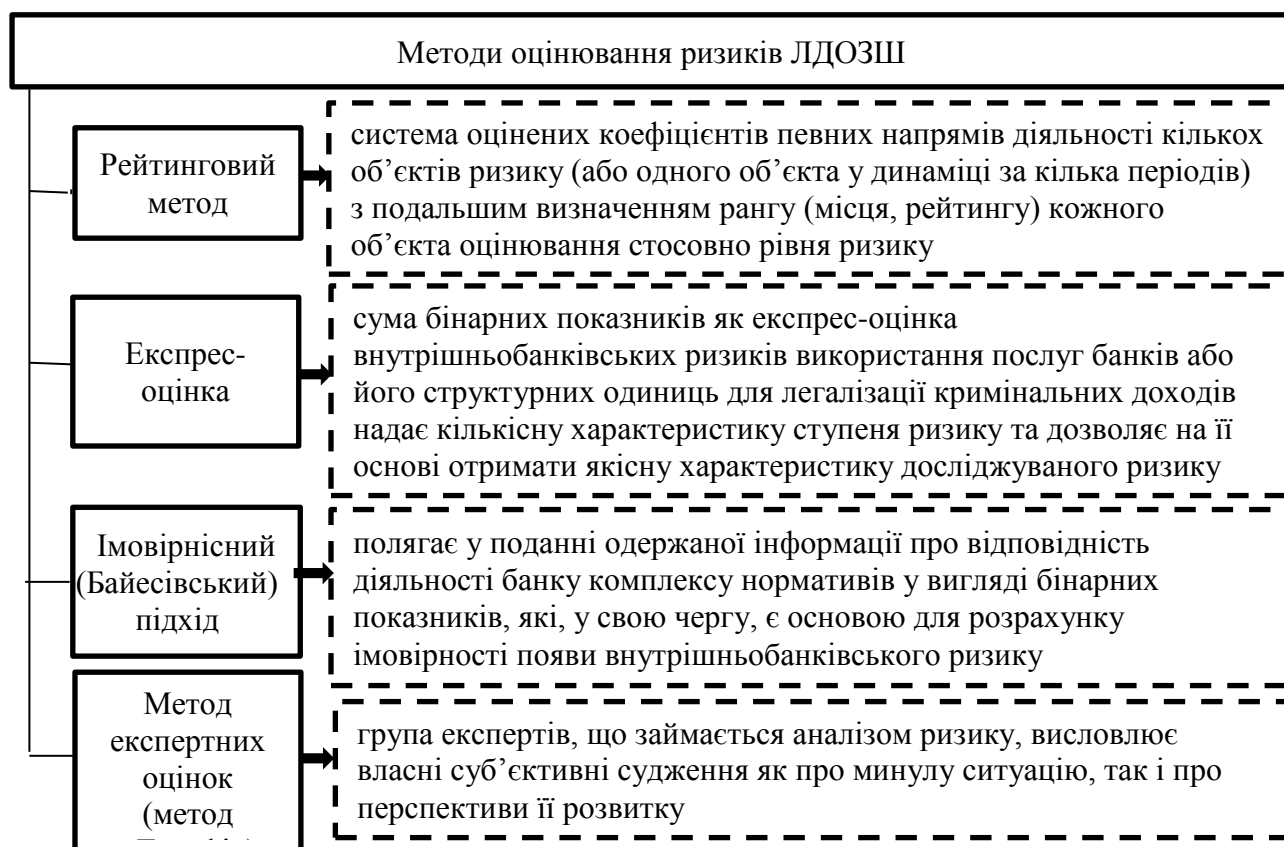 Методи оцінювання ризиків ЛДОЗШ
Рейтинговий
метод
система оцінених коефіцієнтів певних напрямів діяльності кількох
об’єктів ризику (або одного об’єкта у динаміці за кілька періодів)
з подальшим визначенням рангу (місця, рейтингу) кожного
об’єкта оцінювання стосовно рівня ризику
Експрес-
оцінка
сума бінарних показників як експрес-оцінка
внутрішньобанківських ризиків використання послуг банків або
його структурних одиниць для легалізації кримінальних доходів
надає кількісну характеристику ступеня ризику та дозволяє на її
основі отримати якісну характеристику досліджуваного ризику
Імовірнісний
(Байесівський)
підхід
полягає у поданні одержаної інформації про відповідність
діяльності банку комплексу нормативів у вигляді бінарних
показників, які, у свою чергу, є основою для розрахунку
імовірності появи внутрішньобанківського ризику
Метод
експертних
оцінок
(метод
група експертів, що займається аналізом ризику, висловлює
власні суб’єктивні судження як про минулу ситуацію, так і про
перспективи її розвитку